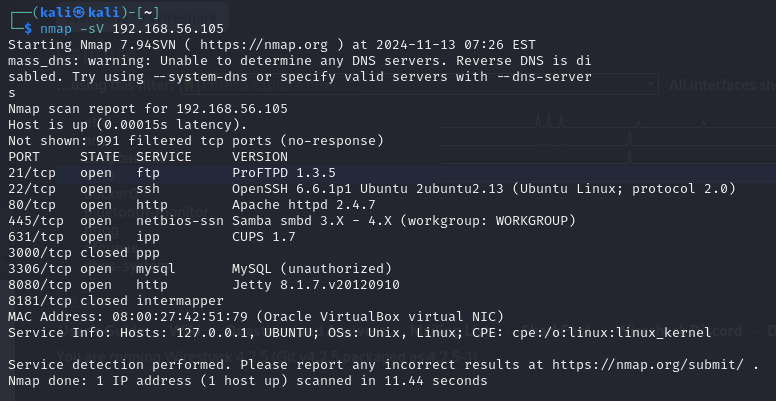 ┌──(kali㉿kali)-[~]
└─$ nmap -sV 192.168.56.105
Starting Nmap 7.94SVN ( https://nmap.org ) at 2024-11-13 07:26 EST
mass_dns: warning: Unable to determine any DNS servers. Reverse DNS is di
sabled. Try using --system-dns or specify valid servers with --dns-server
s
Nmap scan report for 192.168.56.105
Host is up (0.00015s latency).
Not shown: 991 filtered tcp ports (no-response)
PORT     STATE  SERVICE     VERSION
21/tcp   open   ftp         ProFTPD 1.3.5
22/tcp   open   ssh         OpenSSH 6.6.1p1 Ubuntu 2ubuntu2.13 (Ubuntu Linux; protocol 2.0)
80/tcp   open   http        Apache httpd 2.4.7
445/tcp  open   netbios-ssn Samba smbd 3.X - 4.X (workgroup: WORKGROUP)
631/tcp  open   ipp         CUPS 1.7
3000/tcp closed ppp
3306/tcp open   mysql       MySQL (unauthorized)
8080/tcp open   http        Jetty 8.1.7.v20120910
8181/tcp closed intermapper
MAC Address: 08:00:27:42:51:79 (Oracle VirtualBox virtual NIC)
Service Info: Hosts: 127.0.0.1, UBUNTU; OSs: Unix, Linux; CPE: cpe:/o:linux:linux_kernel

Service detection performed. Please report any incorrect results at https://nmap.org/submit/ .
Nmap done: 1 IP address (1 host up) scanned in 11.44 seconds